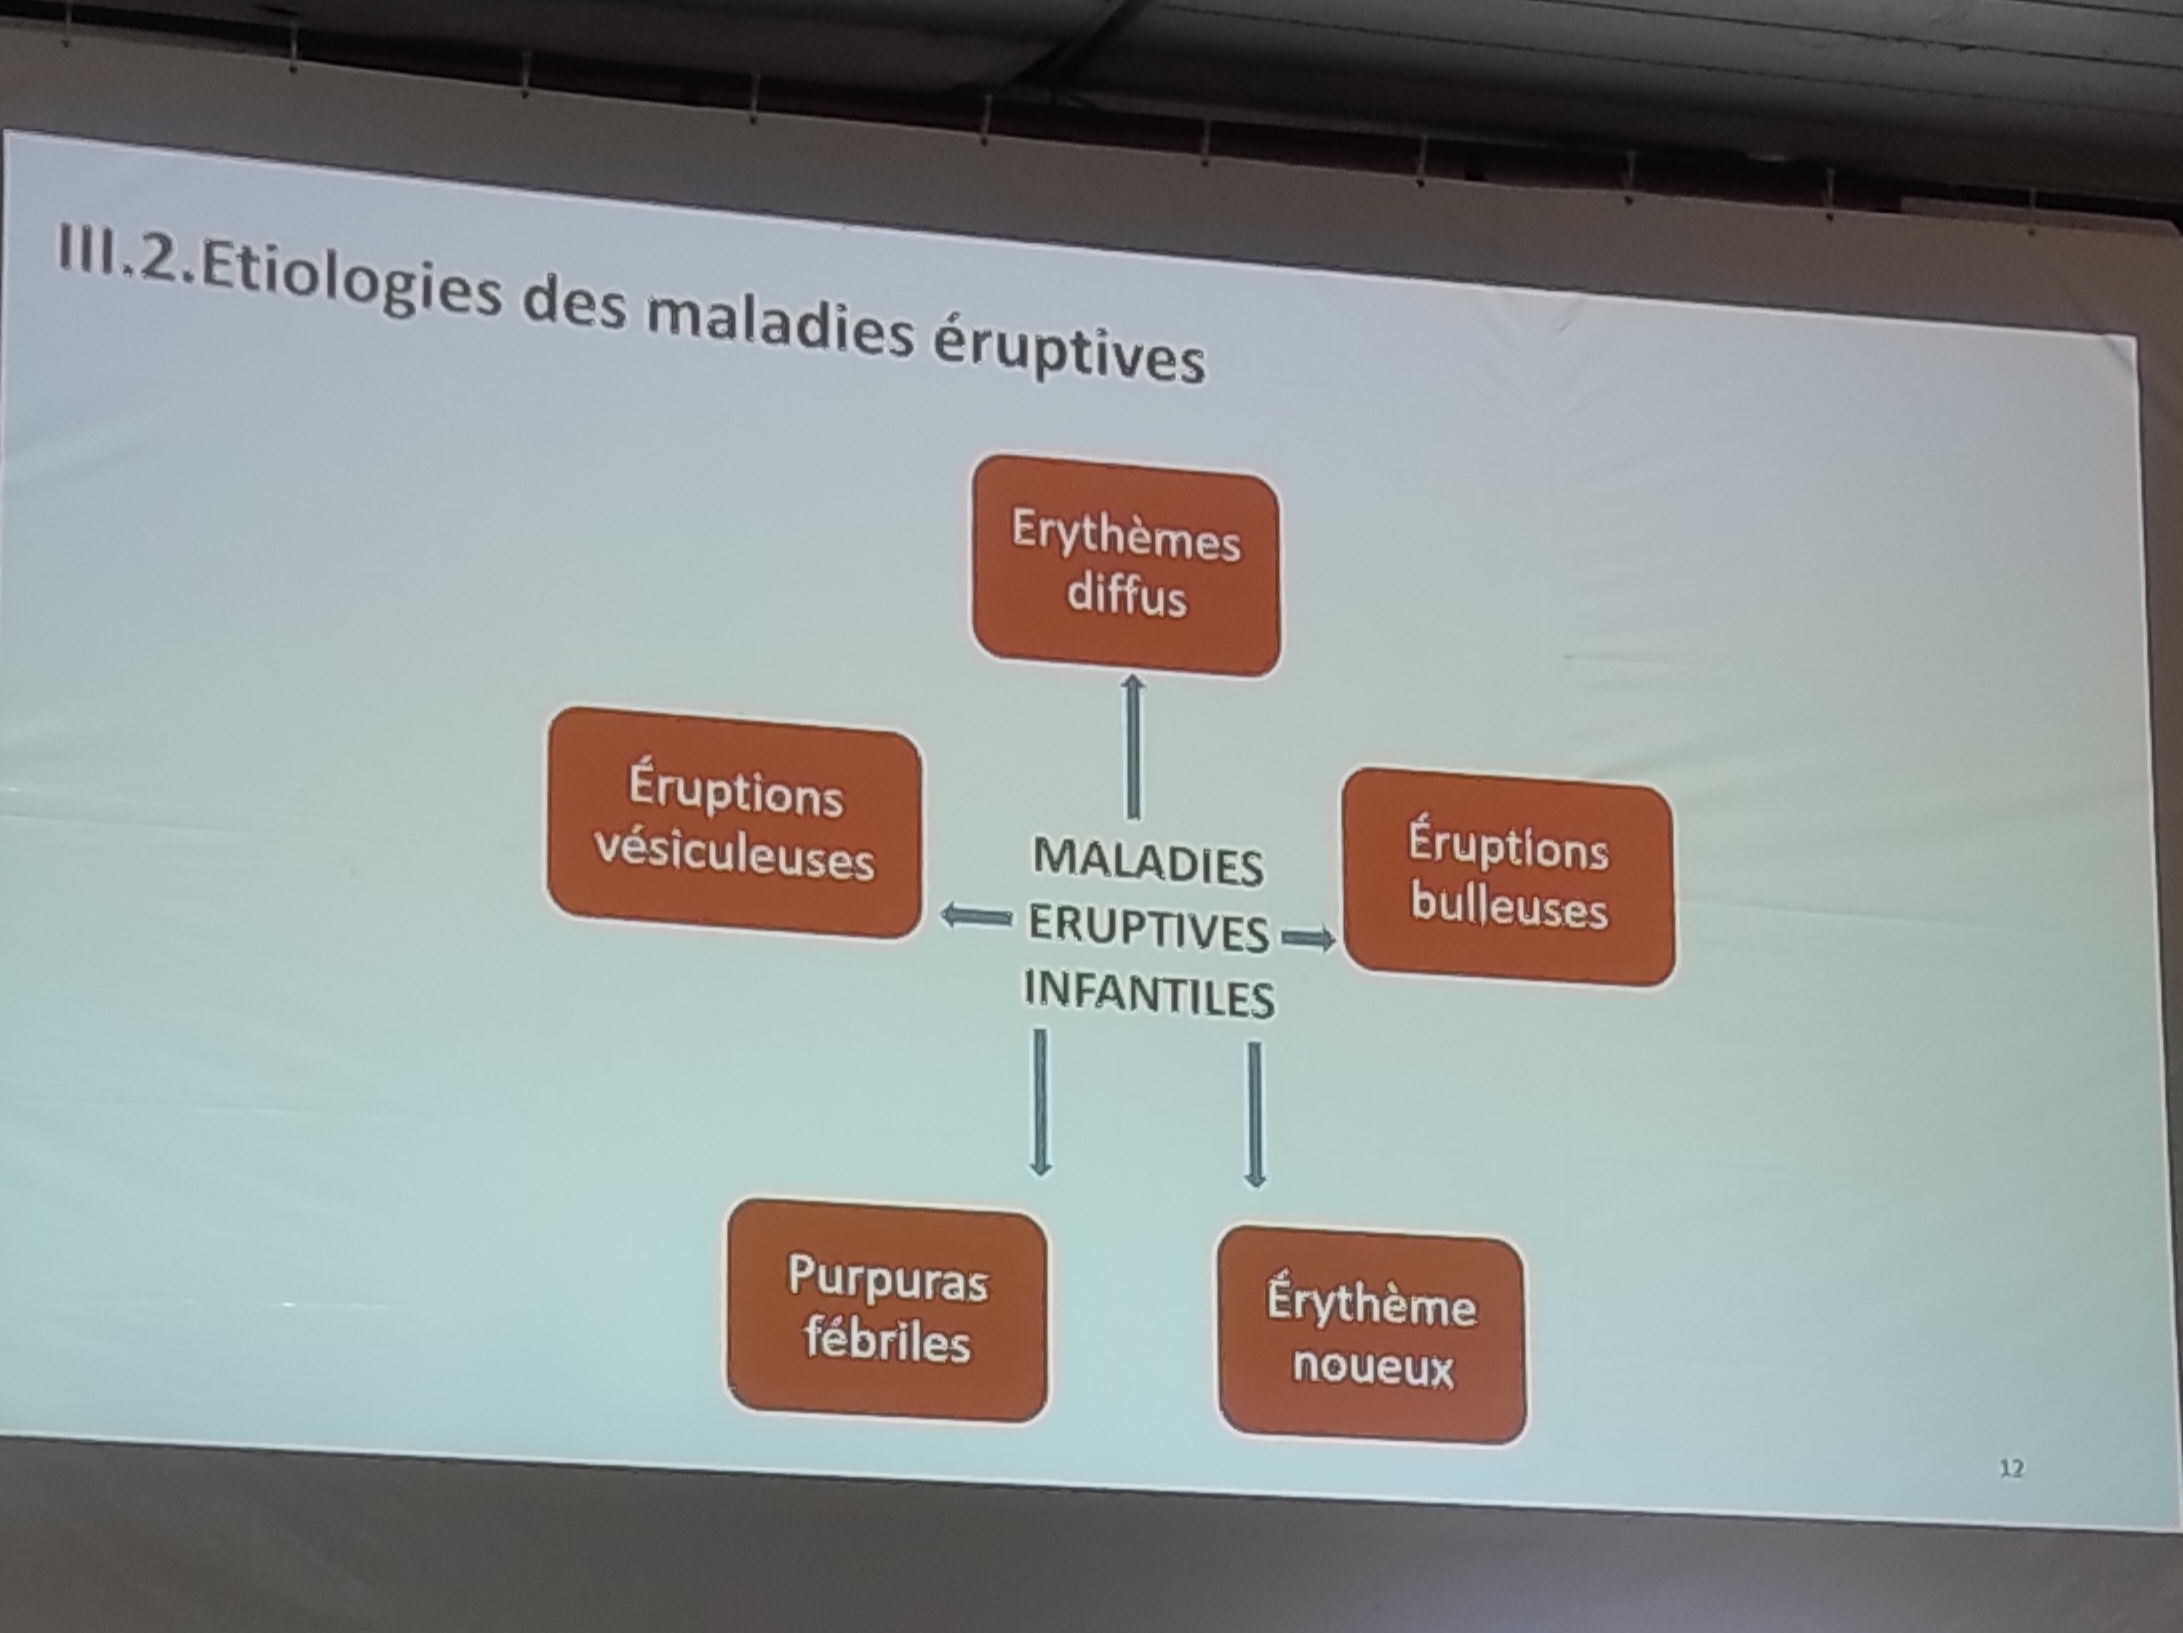 III.2.Etiologies des maladies éruptives
Erythèmes
diffus
Éruptions
vésiculeuses
MALADIES
ERUPTIVES
INFANTILES
Éruptions
bulleuses
Purpuras
fébriles
Érythème
noueux
12